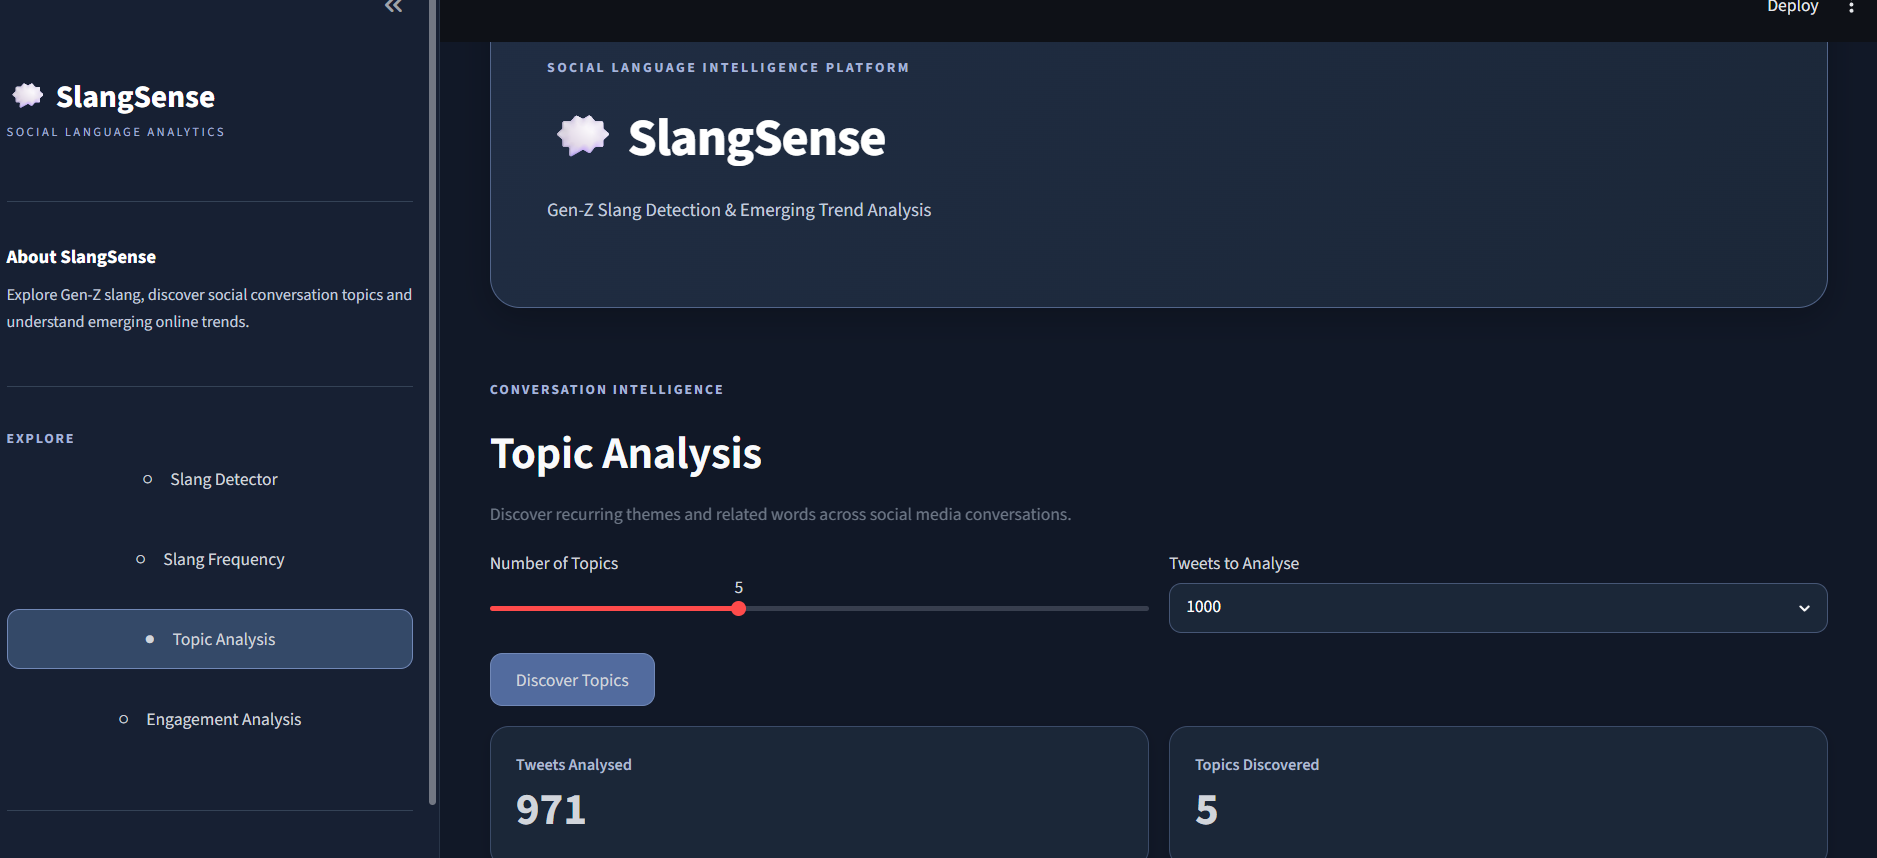 SlangSense
SOCIAL LANGUAGE ANALYTICS
About SlangSense
Explore Gen-Z slang, discover social conversation topics and
understand emerging online trends.
EXPLORE
Slang Detector
Slang Frequency
Topic Analysis
Engagement Analysis
Deploy
SOCIAL LANGUAGE INTELLIGENCE PLATFORM
SlangSense
Gen-Z Slang Detection & Emerging Trend Analysis
CONVERSATION INTELLIGENCE
Topic Analysis
Discover recurring themes and related words across social media conversations.
Number of Topics
5
Tweets to Analyse
1000
Discover Topics
Tweets Analysed
971
Topics Discovered
5